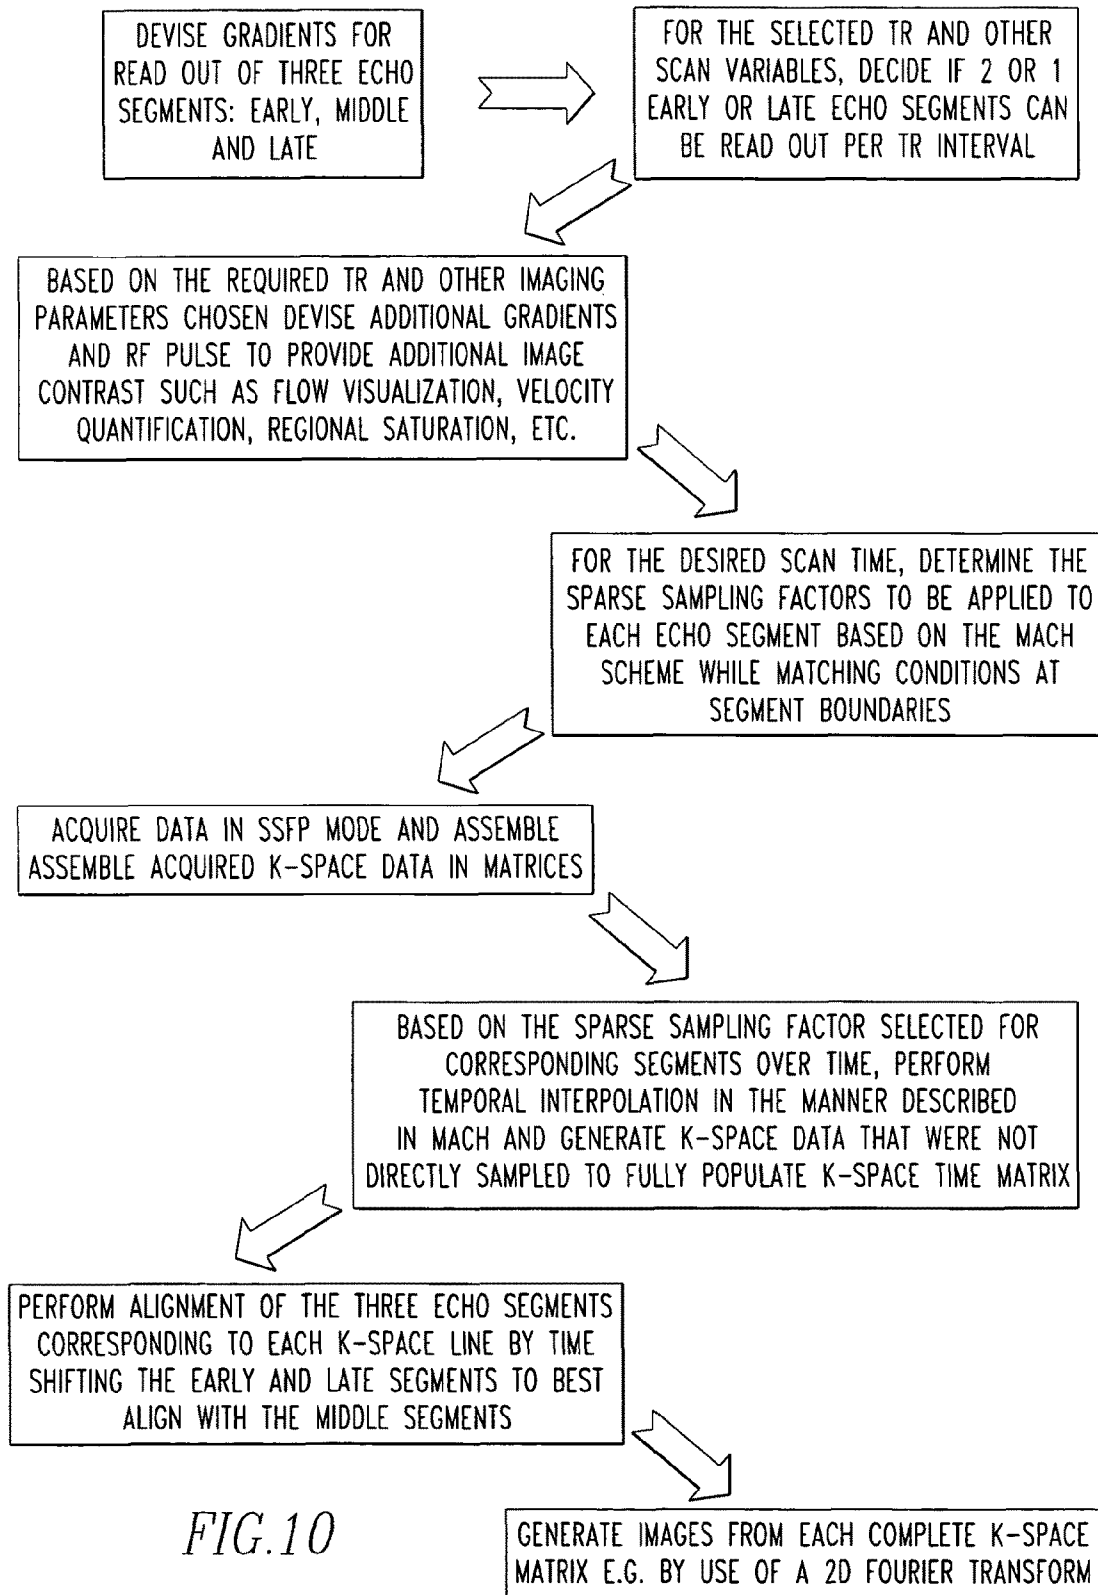 DEVISE GRADIENTS FOR
READ OUT OF THREE ECHO
SEGMENTS: EARLY, MIDDLE
AND LATE
FOR THE SELECTED TR AND OTHER
SCAN VARIABLES, DECIDE IF 2 OR 1
EARLY OR LATE ECHO SEGMENTS CAN
BE READ OUT PER TR INTERVAL
BASED ON THE REQUIRED TR AND OTHER IMAGING
PARAMETERS CHOSEN DEVISE ADDITIONAL GRADIENTS
AND RF PULSE TO PROVIDE ADDITIONAL IMAGE
CONTRAST SUCH AS FLOW VISUALIZATION, VELOCITY
QUANTIFICATION, REGIONAL SATURATION, ETC.
FOR THE DESIRED SCAN TIME, DETERMINE THE
SPARSE SAMPLING FACTORS TO BE APPLIED TO
EACH ECHO SEGMENT BASED ON THE MACH
SCHEME WHILE MATCHING CONDITIONS AT
SEGMENT BOUNDARIES
ACQUIRE DATA IN SSFP MODE AND ASSEMBLE
ASSEMBLE ACQUIRED K-SPACE DATA IN MATRICES
BASED ON THE SPARSE SAMPLING FACTOR SELECTED FOR
CORRESPONDING SEGMENTS OVER TIME, PERFORM
TEMPORAL INTERPOLATION IN THE MANNER DESCRIBED
IN MACH AND GENERATE K-SPACE DATA THAT WERE NOT
DIRECTLY SAMPLED TO FULLY POPULATE K-SPACE TIME MATRIX
PERFORM ALIGNMENT OF THE THREE ECHO SEGMENTS
CORRESPONDING TO EACH K-SPACE LINE BY TIME
SHIFTING THE EARLY AND LATE SEGMENTS TO BEST
ALIGN WITH THE MIDDLE SEGMENTS
GENERATE IMAGES FROM EACH COMPLETE K-SPACE
MATRIX E.G. BY USE OF A 2D FOURIER TRANSFORM
FIG.10